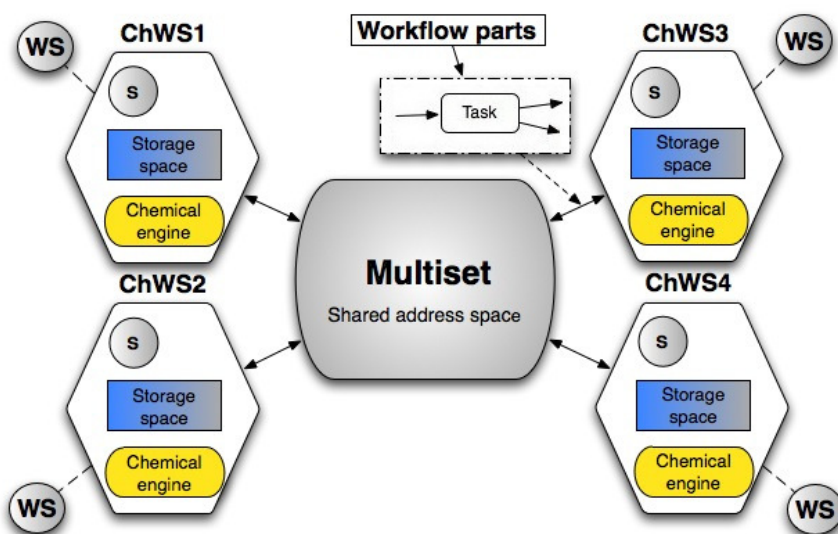 ChWS1
WS
s
Storage
space
Chemical
engine
Workflow parts
Task
ChWS3
WS
s
Storage
space
Chemical
engine
Multiset
Shared address space
ChWS2
s
Storage
space
Chemical
engine
WS
ChWS4
s
Storage
space
Chemical
engine
WS